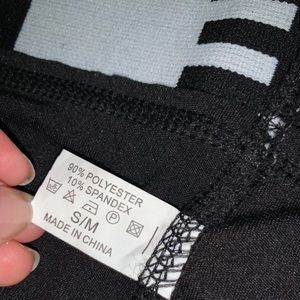 90% POLYESTER
10% SPANDEX
P
S/M
MADE IN CHINA